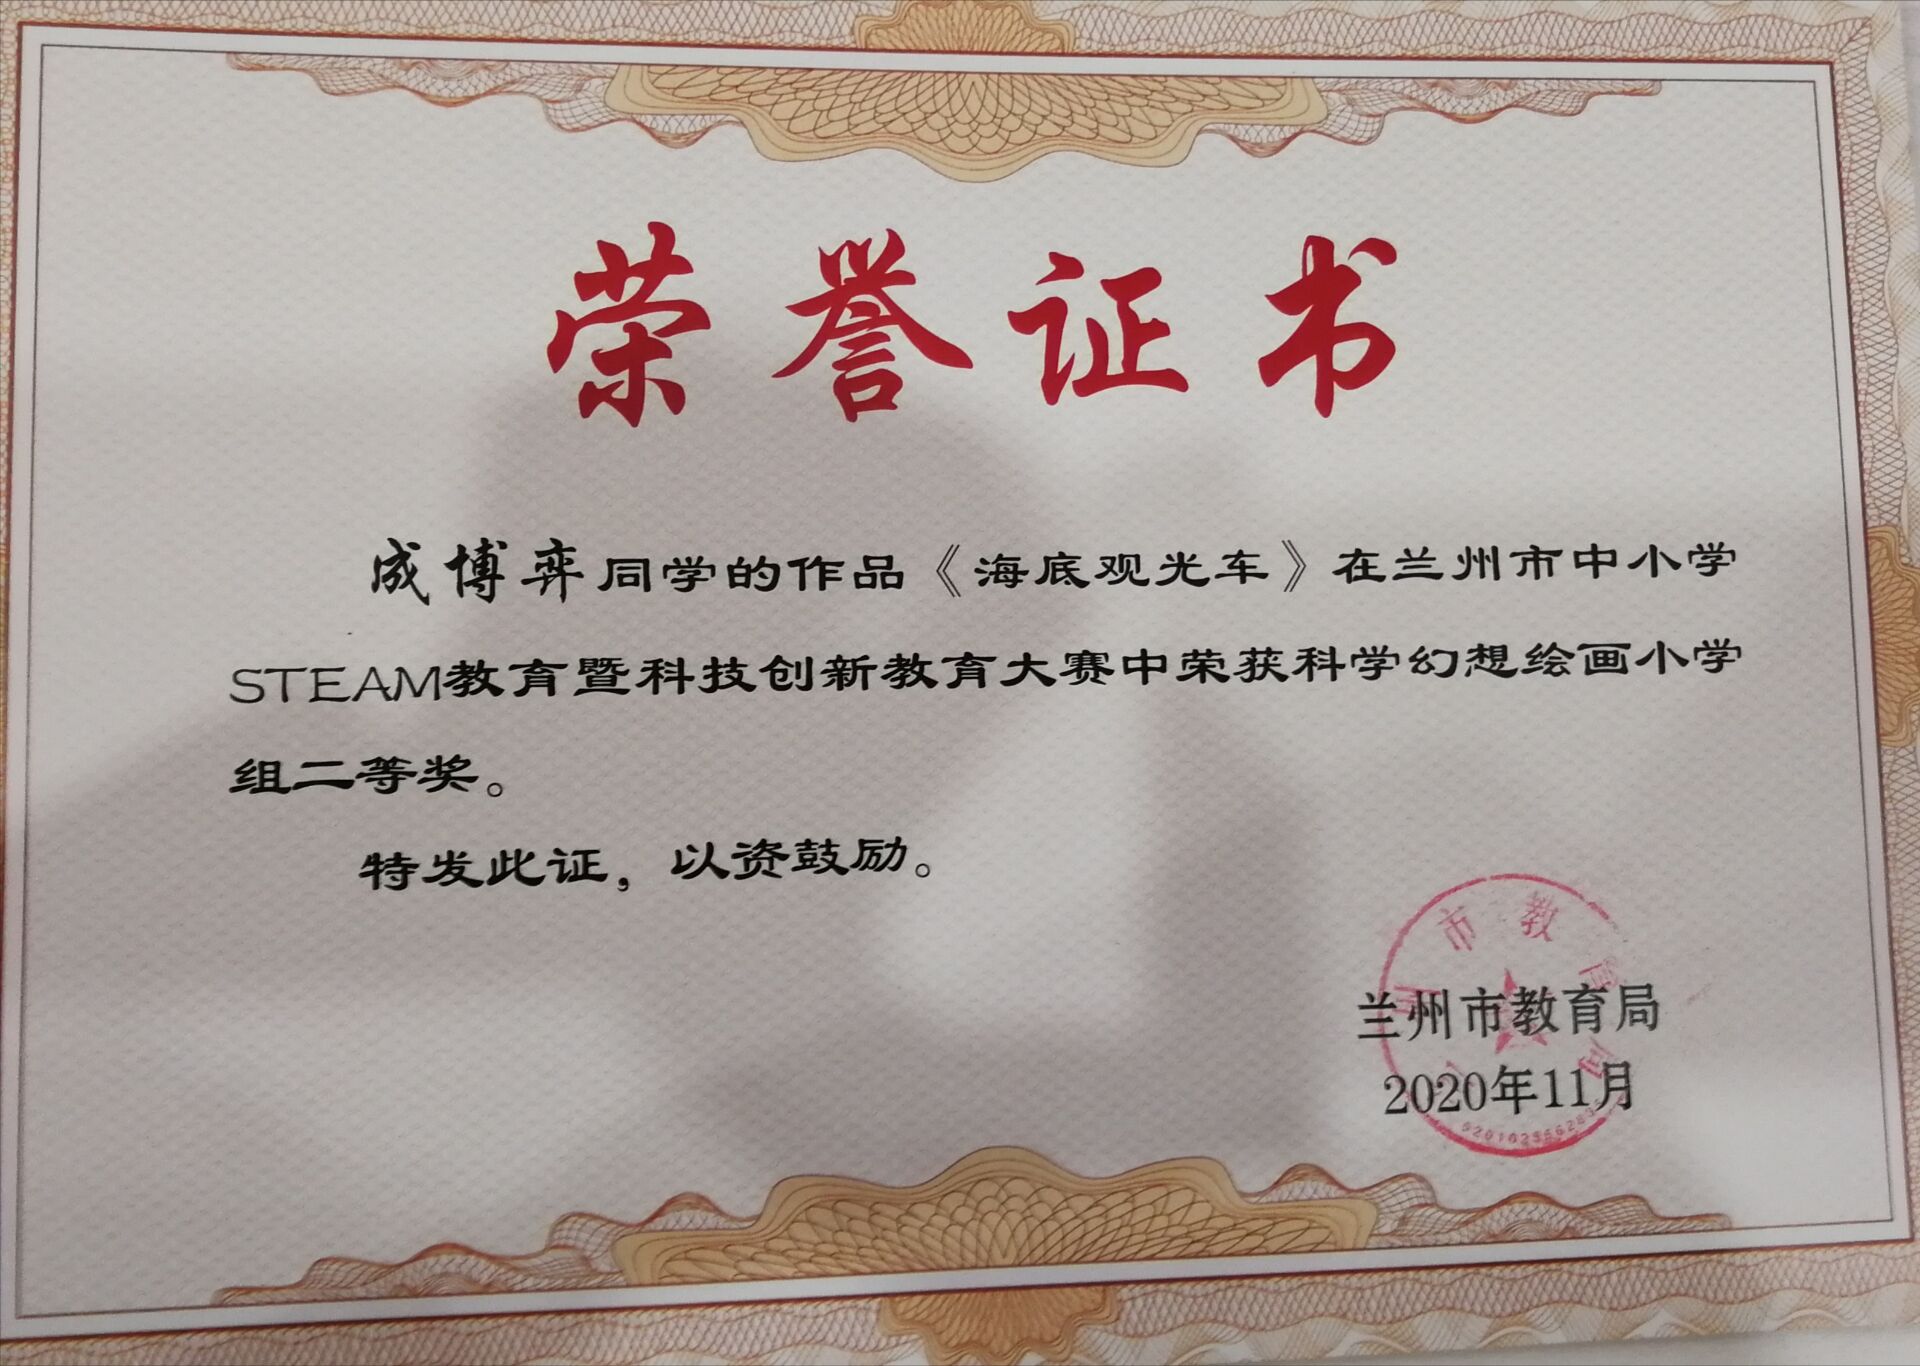 荣誉证书
成博弈同学的作品《海底观光车》在兰州市中小学
STEAM教育暨科技创新教育大赛中荣获科学幻想绘画小学
组二等奖。
特发此证，以资鼓励。
市教育局
兰州市教育局
2020年11月